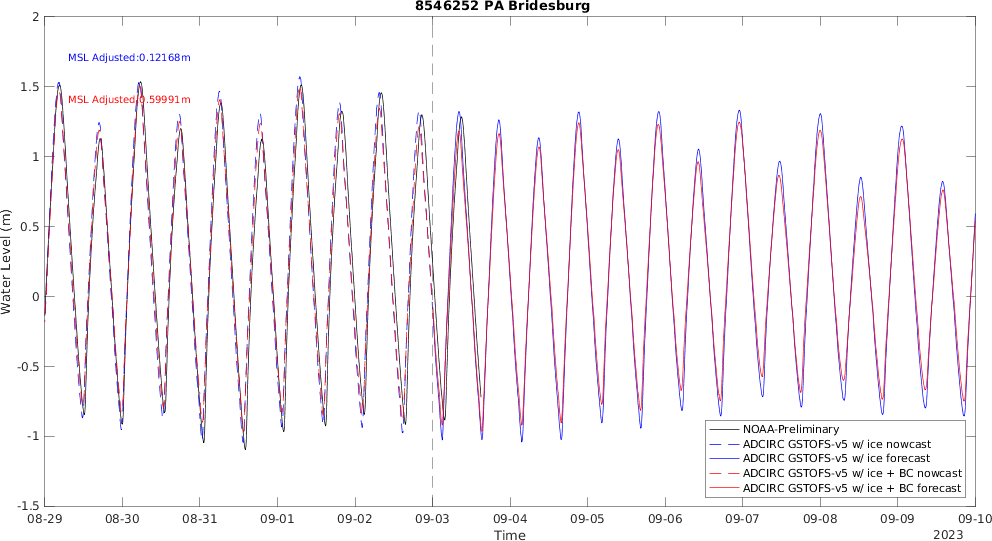 8546252 PA Bridesburg
2
1.5
1
0.5
0
-0.5
-1
-1.5
Water Level (m)
MSL Adjusted:0.12168m
MSL Adjusted:0.59991m
NOAA-Preliminary
ADCIRC GSTOFS-v5 w/ ice nowcast
ADCIRC GSTOFS-v5 w/ ice forecast
ADCIRC GSTOFS-v5 w/ ice + BC nowcast
ADCIRC GSTOFS-v5 w/ ice + BC forecast
08-29 08-30 08-31 09-01 09-02 09-03 09-04 09-05 09-06 09-07 09-08 09-09 09-10
Time
2023